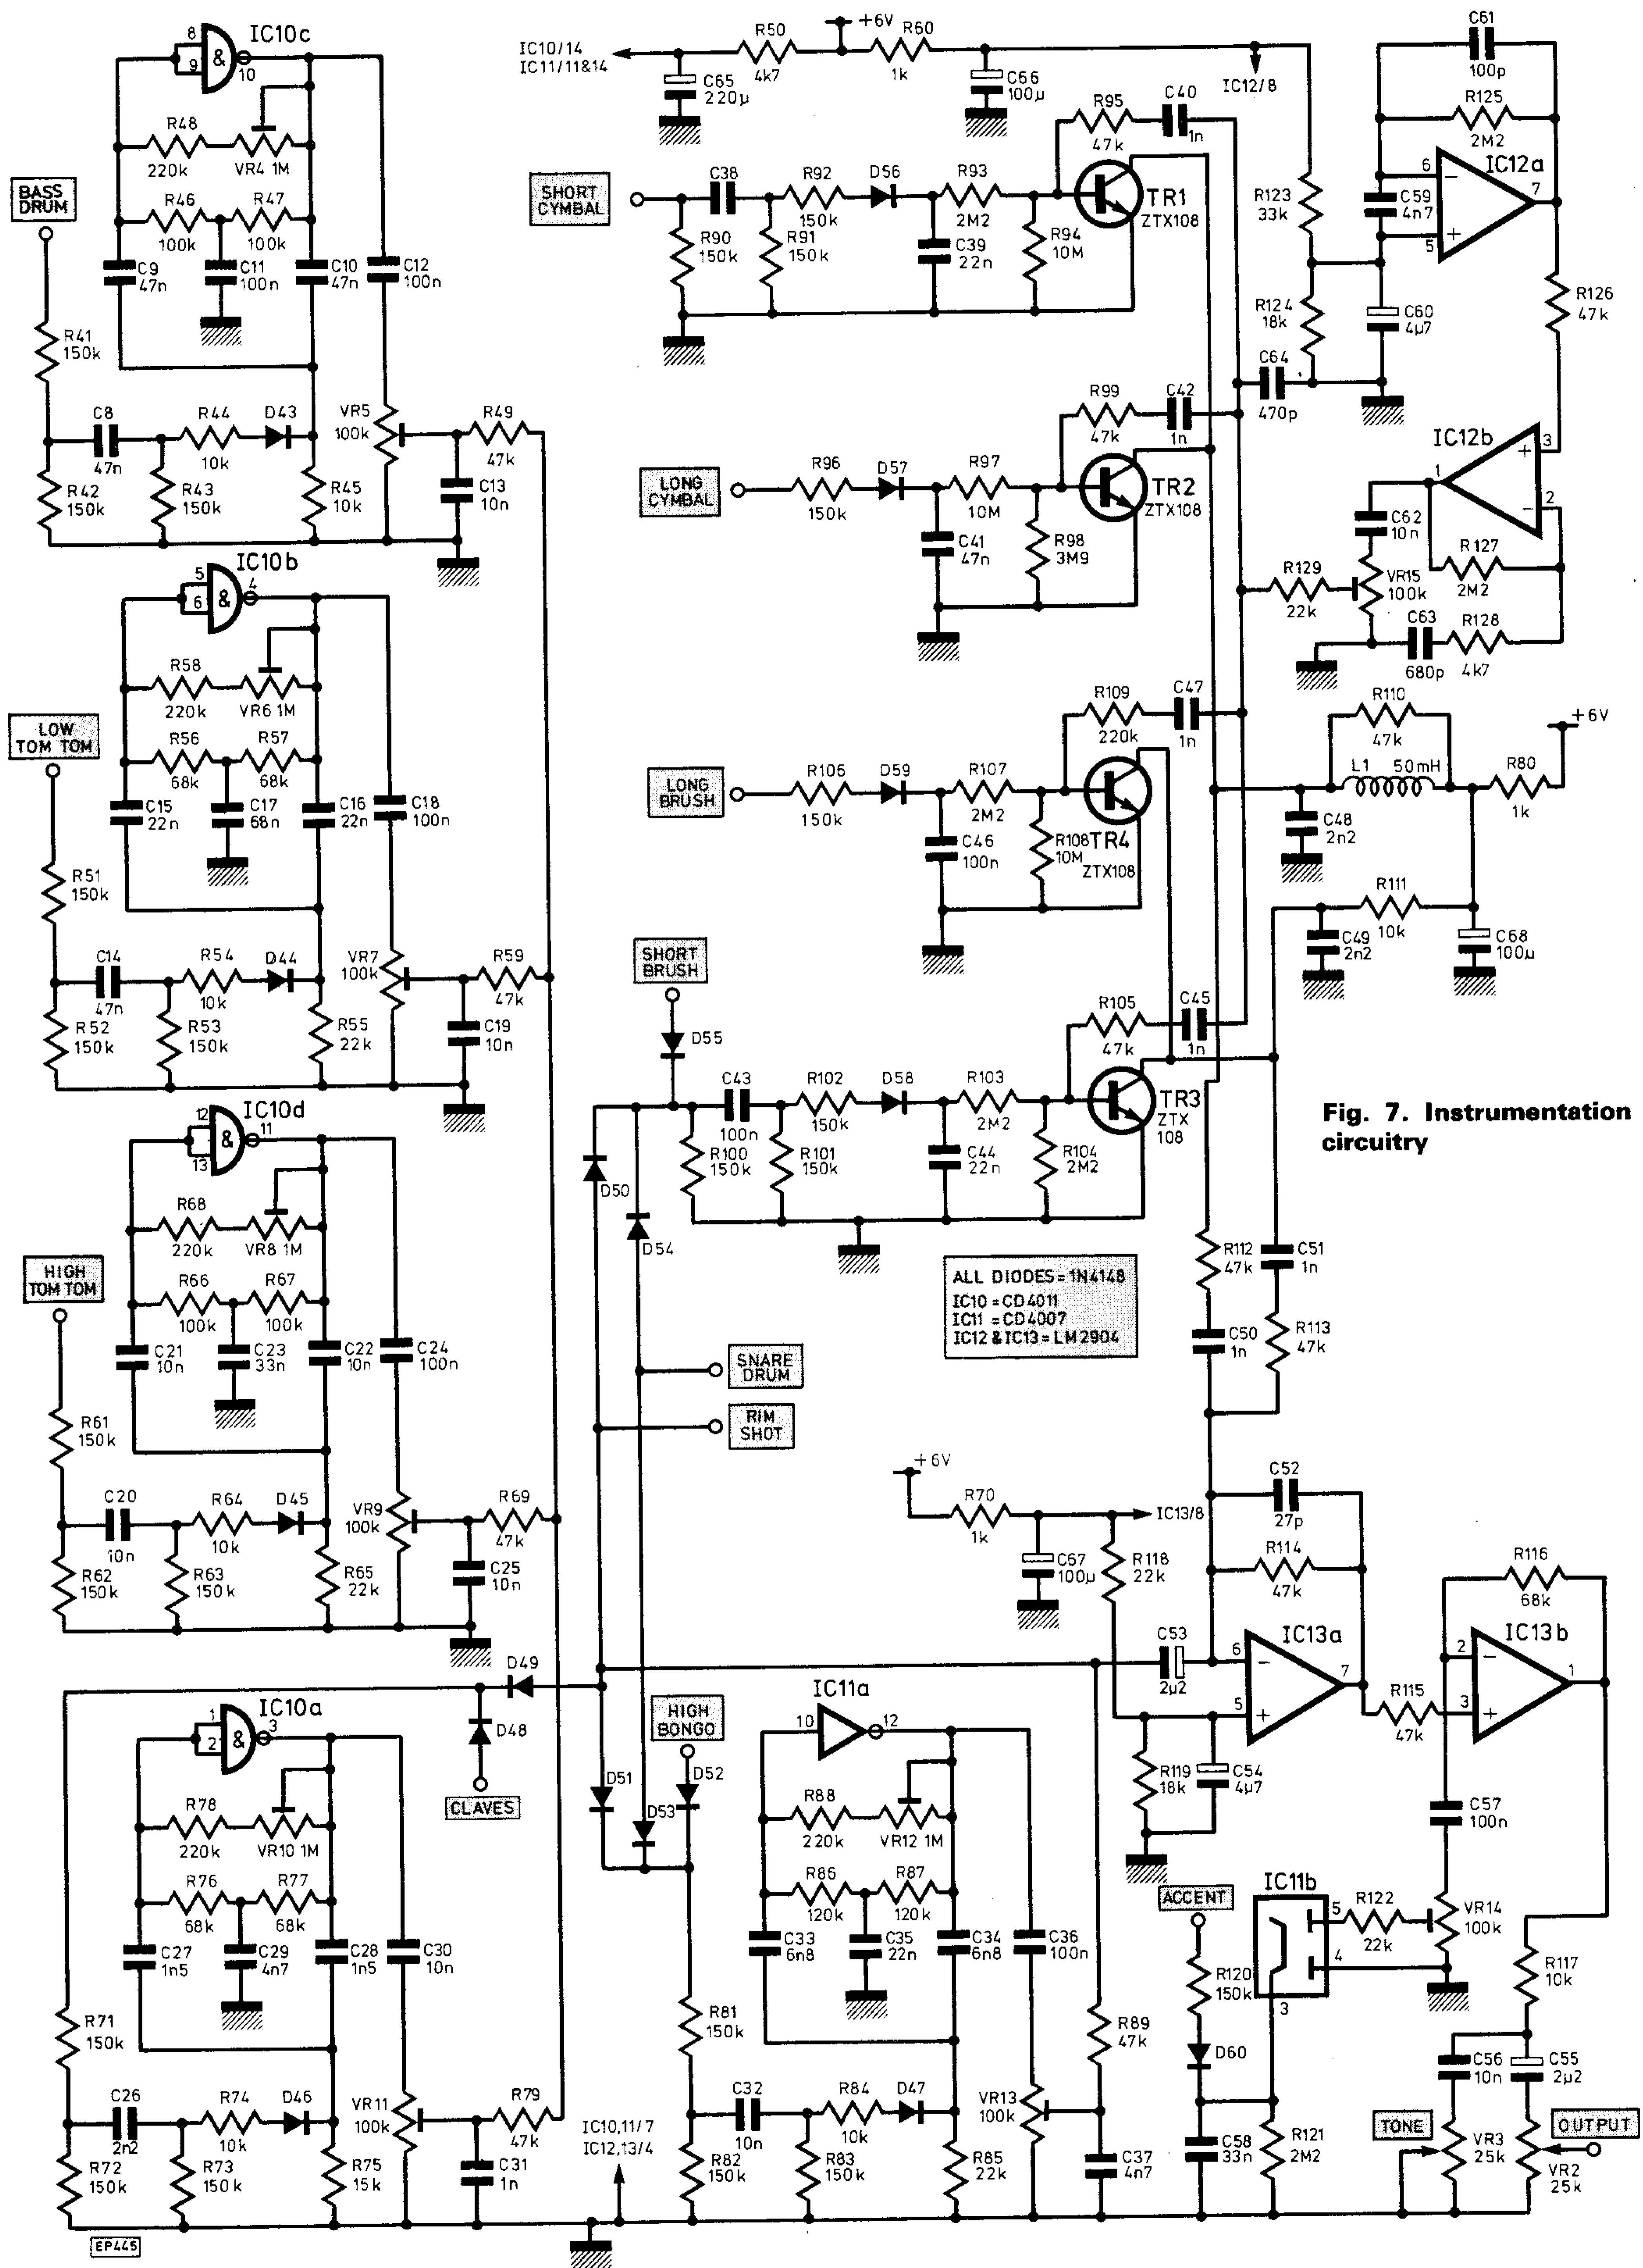 IC10c
8
9
&
10
R48
220k
VR4 1M
BASS
DRUM
R46
100k
R47
100k
C9
47n
C11
100n
C10
47n
C12
100n
R41
150k
C8
47n
R44
10k
D43
VR5
100k
R49
47k
R42
150k
R43
150k
R45
10k
C13
10n
IC10b
5
6
&
4
R58
220k
VR6 1M
LOW
TOM TOM
R56
68k
R57
68k
C15
22n
C17
68n
C16
22n
C18
100n
R51
150k
C14
47n
R54
10k
D44
VR7
100k
R59
47k
R52
150k
R53
150k
R55
22k
C19
10n
IC10d
12
13
&
11
R68
220k
VR8 1M
HIGH
TOM TOM
R66
100k
R67
100k
C21
10n
C23
33n
C22
10n
C24
100n
R61
150k
C20
10n
R64
10k
D45
VR9
100k
R69
47k
R62
150k
R63
150k
R65
22k
C25
10n
D49
IC10a
1
2
&
3
D48
CLAVES
R78
220k
VR10 1M
R76
68k
R77
68k
C27
1n5
C29
4n7
C28
1n5
C30
10n
R71
150k
C26
2n2
R74
10k
D46
VR11
100k
R79
47k
R72
150k
R73
150k
R75
15k
C31
1n
EP445
IC10/14
IC11/11&14
R50
4k7
+6V
R60
1k
C65
220µ
C66
100µ
IC12/8
SHORT
CYMBAL
C38
R92
150k
D56
R93
2M2
R95
47k
C40
1n
TR1
ZTX108
R90
150k
R91
150k
C39
22n
R94
10M
C61
100p
R125
2M2
IC12a
6
7
5
−
+
R123
33k
C59
4n7
R124
18k
C60
4µ7
R126
47k
C64
470p
LONG
CYMBAL
R96
150k
D57
R97
10M
R99
47k
C42
1n
TR2
ZTX108
C41
47n
R98
3M9
IC12b
1
3
2
+
−
C62
10n
R127
2M2
R129
22k
VR15
100k
C63
680p
R128
4k7
LONG
BRUSH
R106
150k
D59
R107
2M2
R109
220k
C47
1n
C46
100n
R108
10M
TR4
ZTX108
R110
47k
+6V
L1 50mH
R80
1k
C48
2n2
R111
10k
C49
2n2
C68
100µ
SHORT
BRUSH
D55
C43
100n
R102
150k
D58
R103
2M2
R105
47k
C45
1n
TR3
ZTX
108
R100
150k
R101
150k
C44
22n
R104
2M2
D50
D54
Fig. 7. Instrumentation
circuitry
ALL DIODES = 1N4148
IC10 = CD4011
IC11 = CD4007
IC12 & IC13 = LM2904
SNARE
DRUM
RIM
SHOT
R112
47k
C51
1n
C50
1n
R113
47k
+6V
R70
1k
IC13/8
C67
100µ
R118
22k
C52
27p
R114
47k
R116
68k
C53
2µ2
IC13a
6
7
5
−
+
R115
47k
IC13b
2
1
3
−
+
R119
18k
C54
4µ7
C57
100n
HIGH
BONGO
D51
D53
D52
IC11a
10
12
R88
220k
VR12 1M
R86
120k
R87
120k
C33
6n8
C35
22n
C34
6n8
C36
100n
R81
150k
C32
10n
R84
10k
D47
VR13
100k
R89
47k
R82
150k
R83
150k
R85
22k
C37
4n7
IC10,11/7
IC12,13/4
ACCENT
IC11b
5
4
3
R122
22k
VR14
100k
R120
150k
D60
C58
33n
R121
2M2
R117
10k
C56
10n
C55
2µ2
TONE
VR3
25k
VR2
25k
OUTPUT